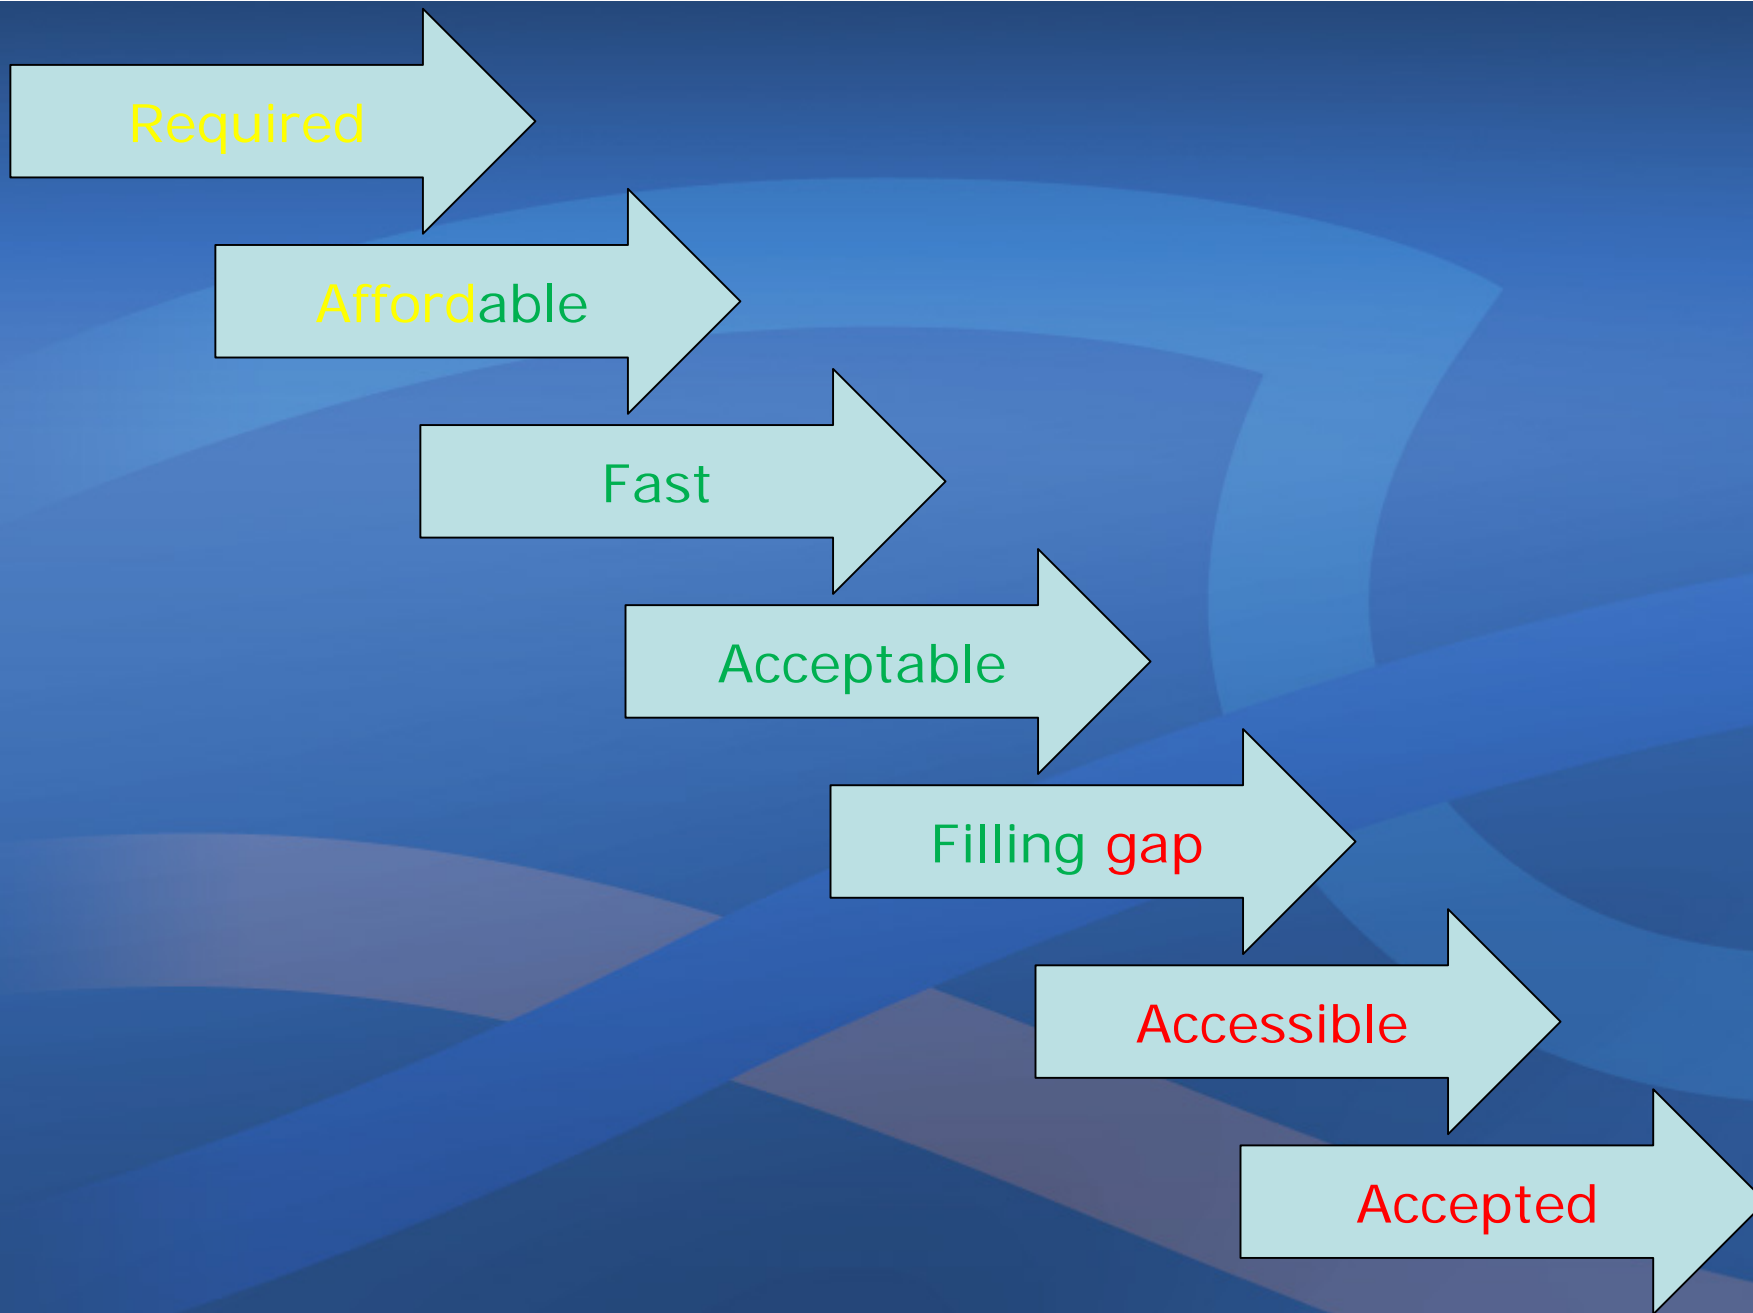 Required
Affordable
Fast
Acceptable
Filling gap
Accessible
Accepted